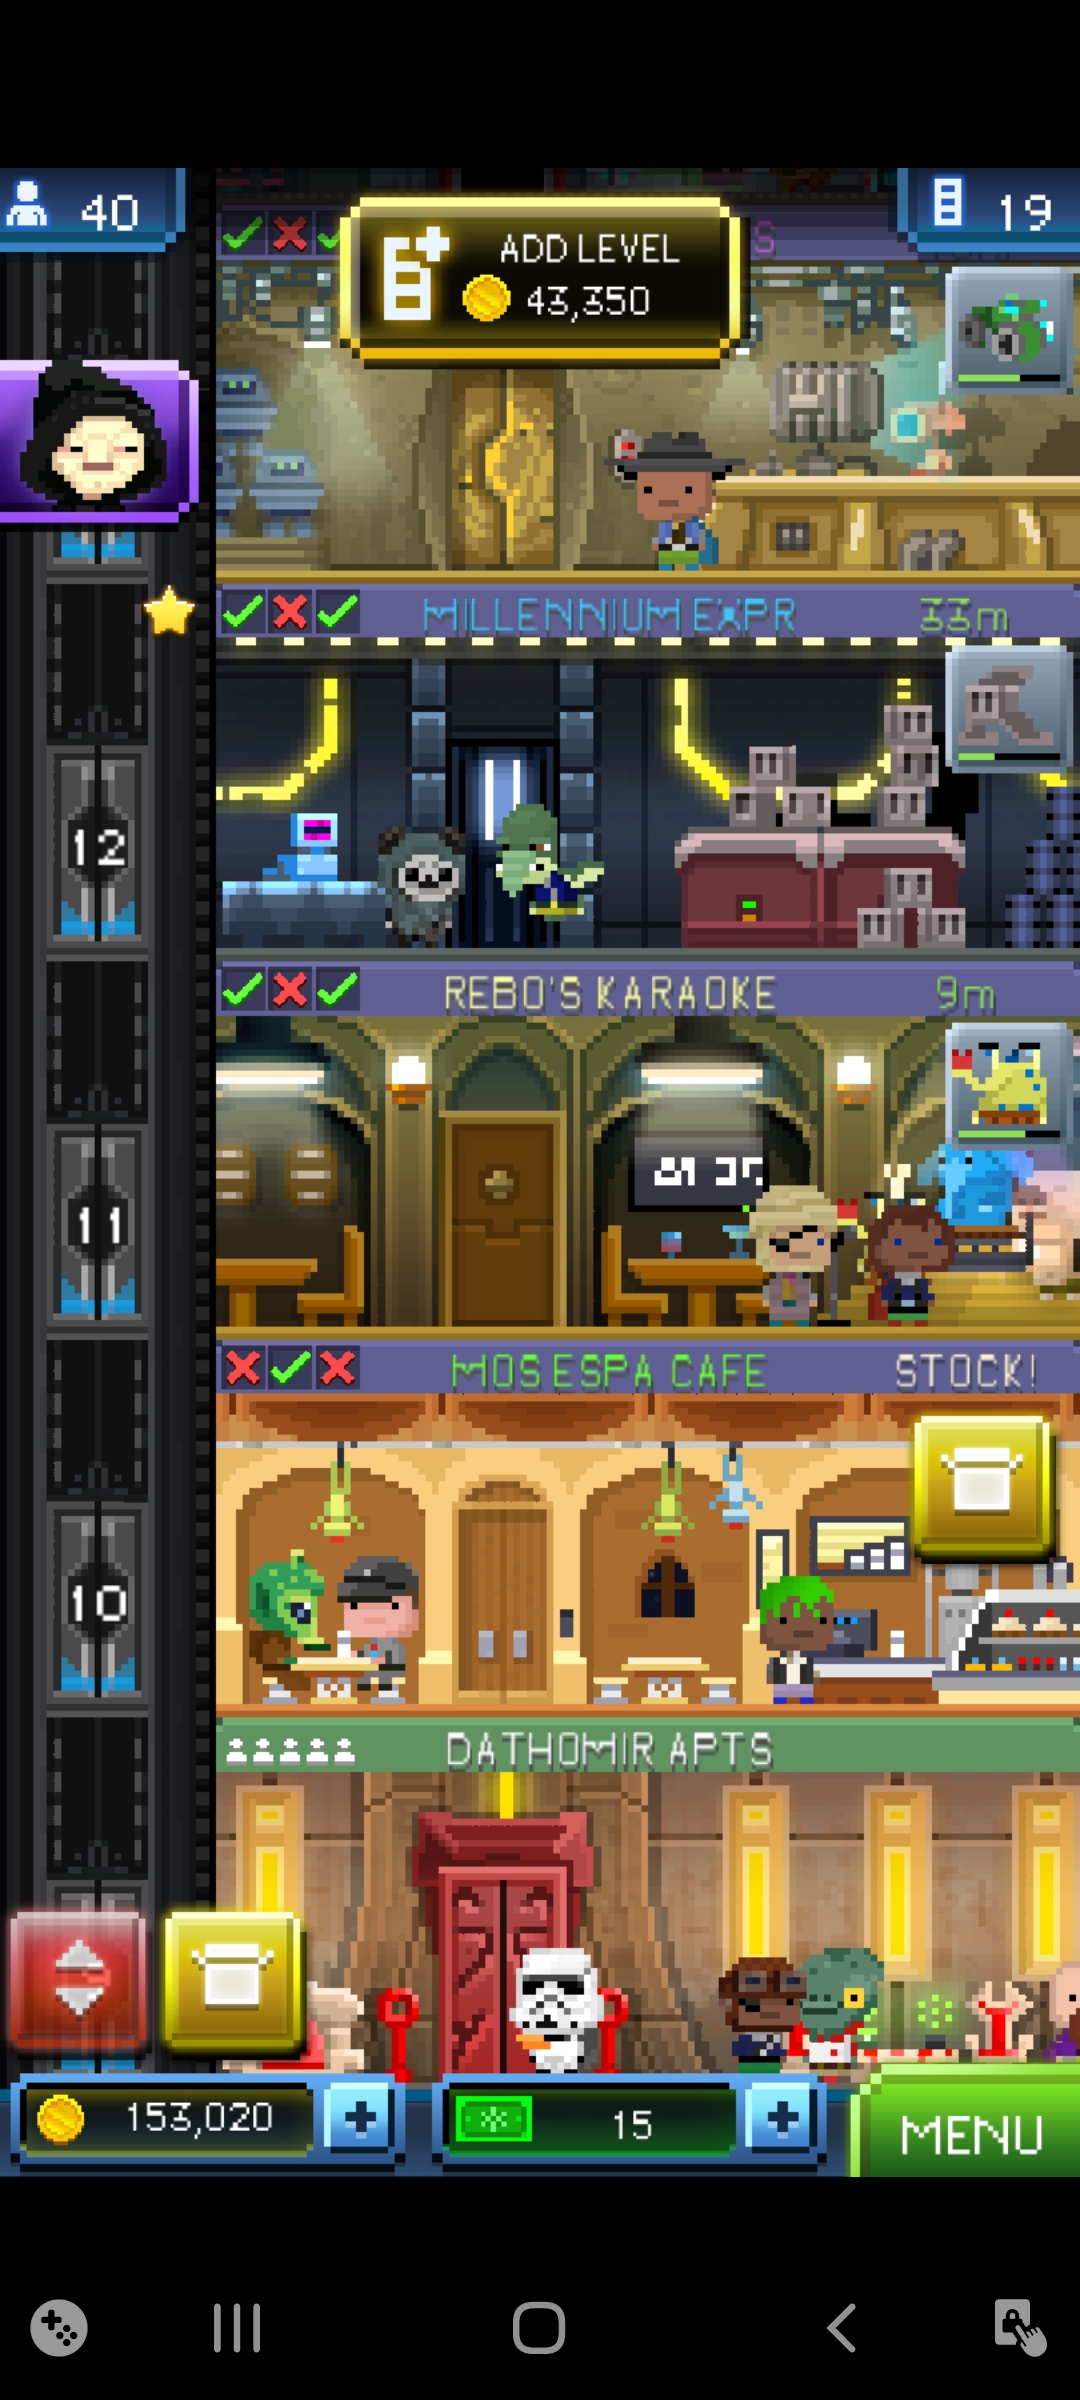 40
19
S
ADD LEVEL
43,350
MILLENNIUM EXPR
33m
12
REBO'S KARAOKE
9m
11
MOS ESPA CAFE
STOCK!
10
DATHOMIR APTS
153,020
15
MENU